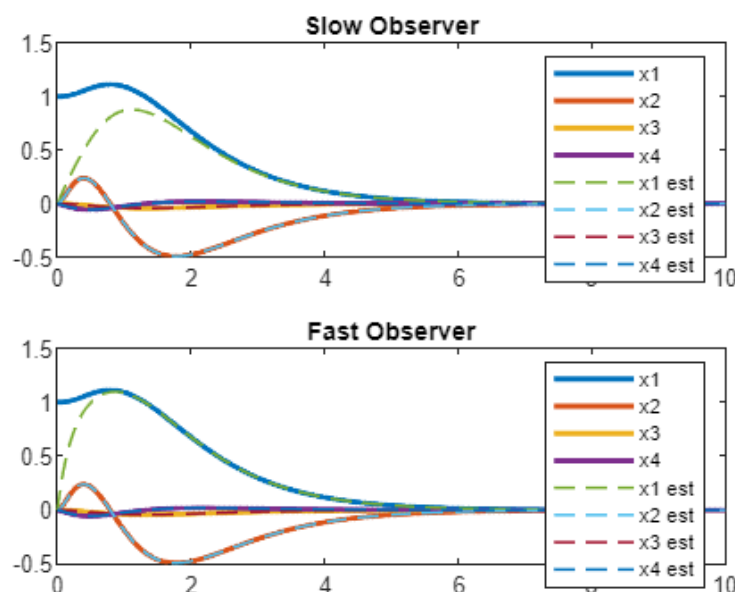 Slow Observer
1.5
1
0.5
0
-0.5
0 2 4 6 8 10
x1
x2
x3
x4
x1 est
x2 est
x3 est
x4 est
Fast Observer
1.5
1
0.5
0
-0.5
0 2 4 6 10
x1
x2
x3
x4
x1 est
x2 est
x3 est
x4 est